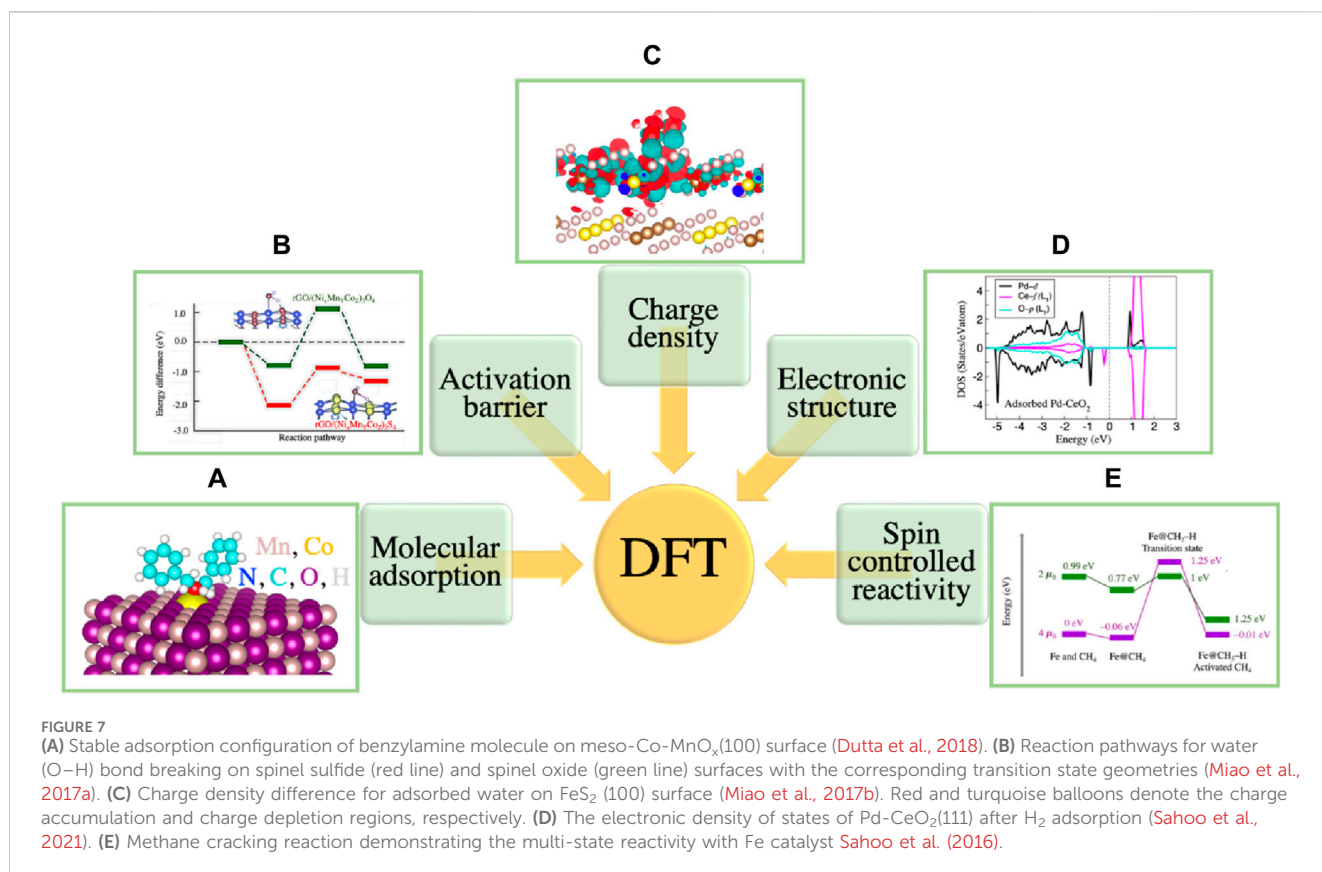 C
B
D
Charge
density
Activation
barrier
Electronic
structure
rGO/(NiₓMnᵧCo₂)₃O₄
1.0
0.0
-1.0
-2.0
-3.0
Energy difference (eV)
rGO/(NiₓMnᵧCo₂)₃S₄
Reaction pathway
Pd-d
Ce-f (L₁)
O-p (L₁)
4
2
0
-2
-4
DOS (States/eVatom)
Adsorbed Pd-CeO₂
-5 -4 -3 -2 -1 0 1 2 3
Energy (eV)
A
E
Mn, Co
N, C, O, H
Molecular
adsorption
DFT
Spin
controlled
reactivity
Energy (eV)
Fe@CH₃–H
Transition state
1.25 eV
2 μB 0.99 eV 0.77 eV 1 eV
1.25 eV
4 μB 0 eV −0.06 eV −0.01 eV
Fe and CH₄ Fe@CH₄ Fe@CH₃–H
Activated CH₄
FIGURE 7
(A) Stable adsorption configuration of benzylamine molecule on meso-Co-MnOₓ(100) surface (Dutta et al., 2018). (B) Reaction pathways for water
(O–H) bond breaking on spinel sulfide (red line) and spinel oxide (green line) surfaces with the corresponding transition state geometries (Miao et al.,
2017a). (C) Charge density difference for adsorbed water on FeS₂ (100) surface (Miao et al., 2017b). Red and turquoise balloons denote the charge
accumulation and charge depletion regions, respectively. (D) The electronic density of states of Pd-CeO₂(111) after H₂ adsorption (Sahoo et al.,
2021). (E) Methane cracking reaction demonstrating the multi-state reactivity with Fe catalyst Sahoo et al. (2016).